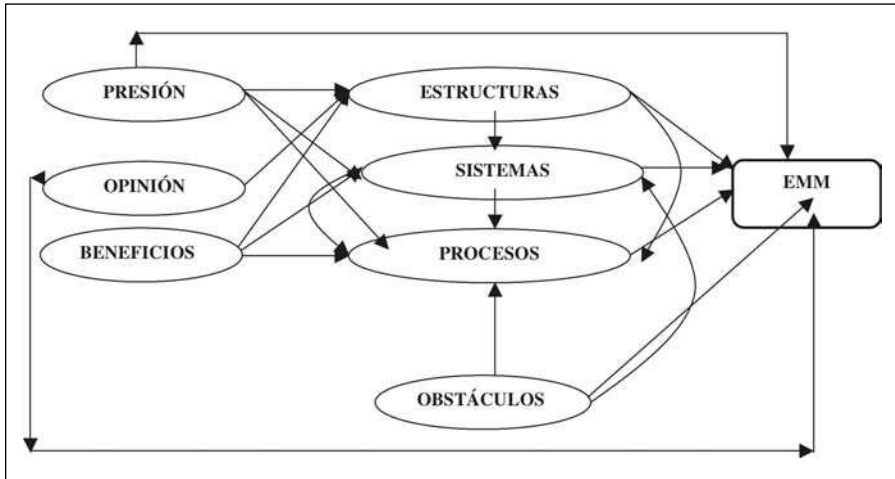 PRESIÓN
ESTRUCTURAS
OPINIÓN
SISTEMAS
EMM
BENEFICIOS
PROCESOS
OBSTÁCULOS